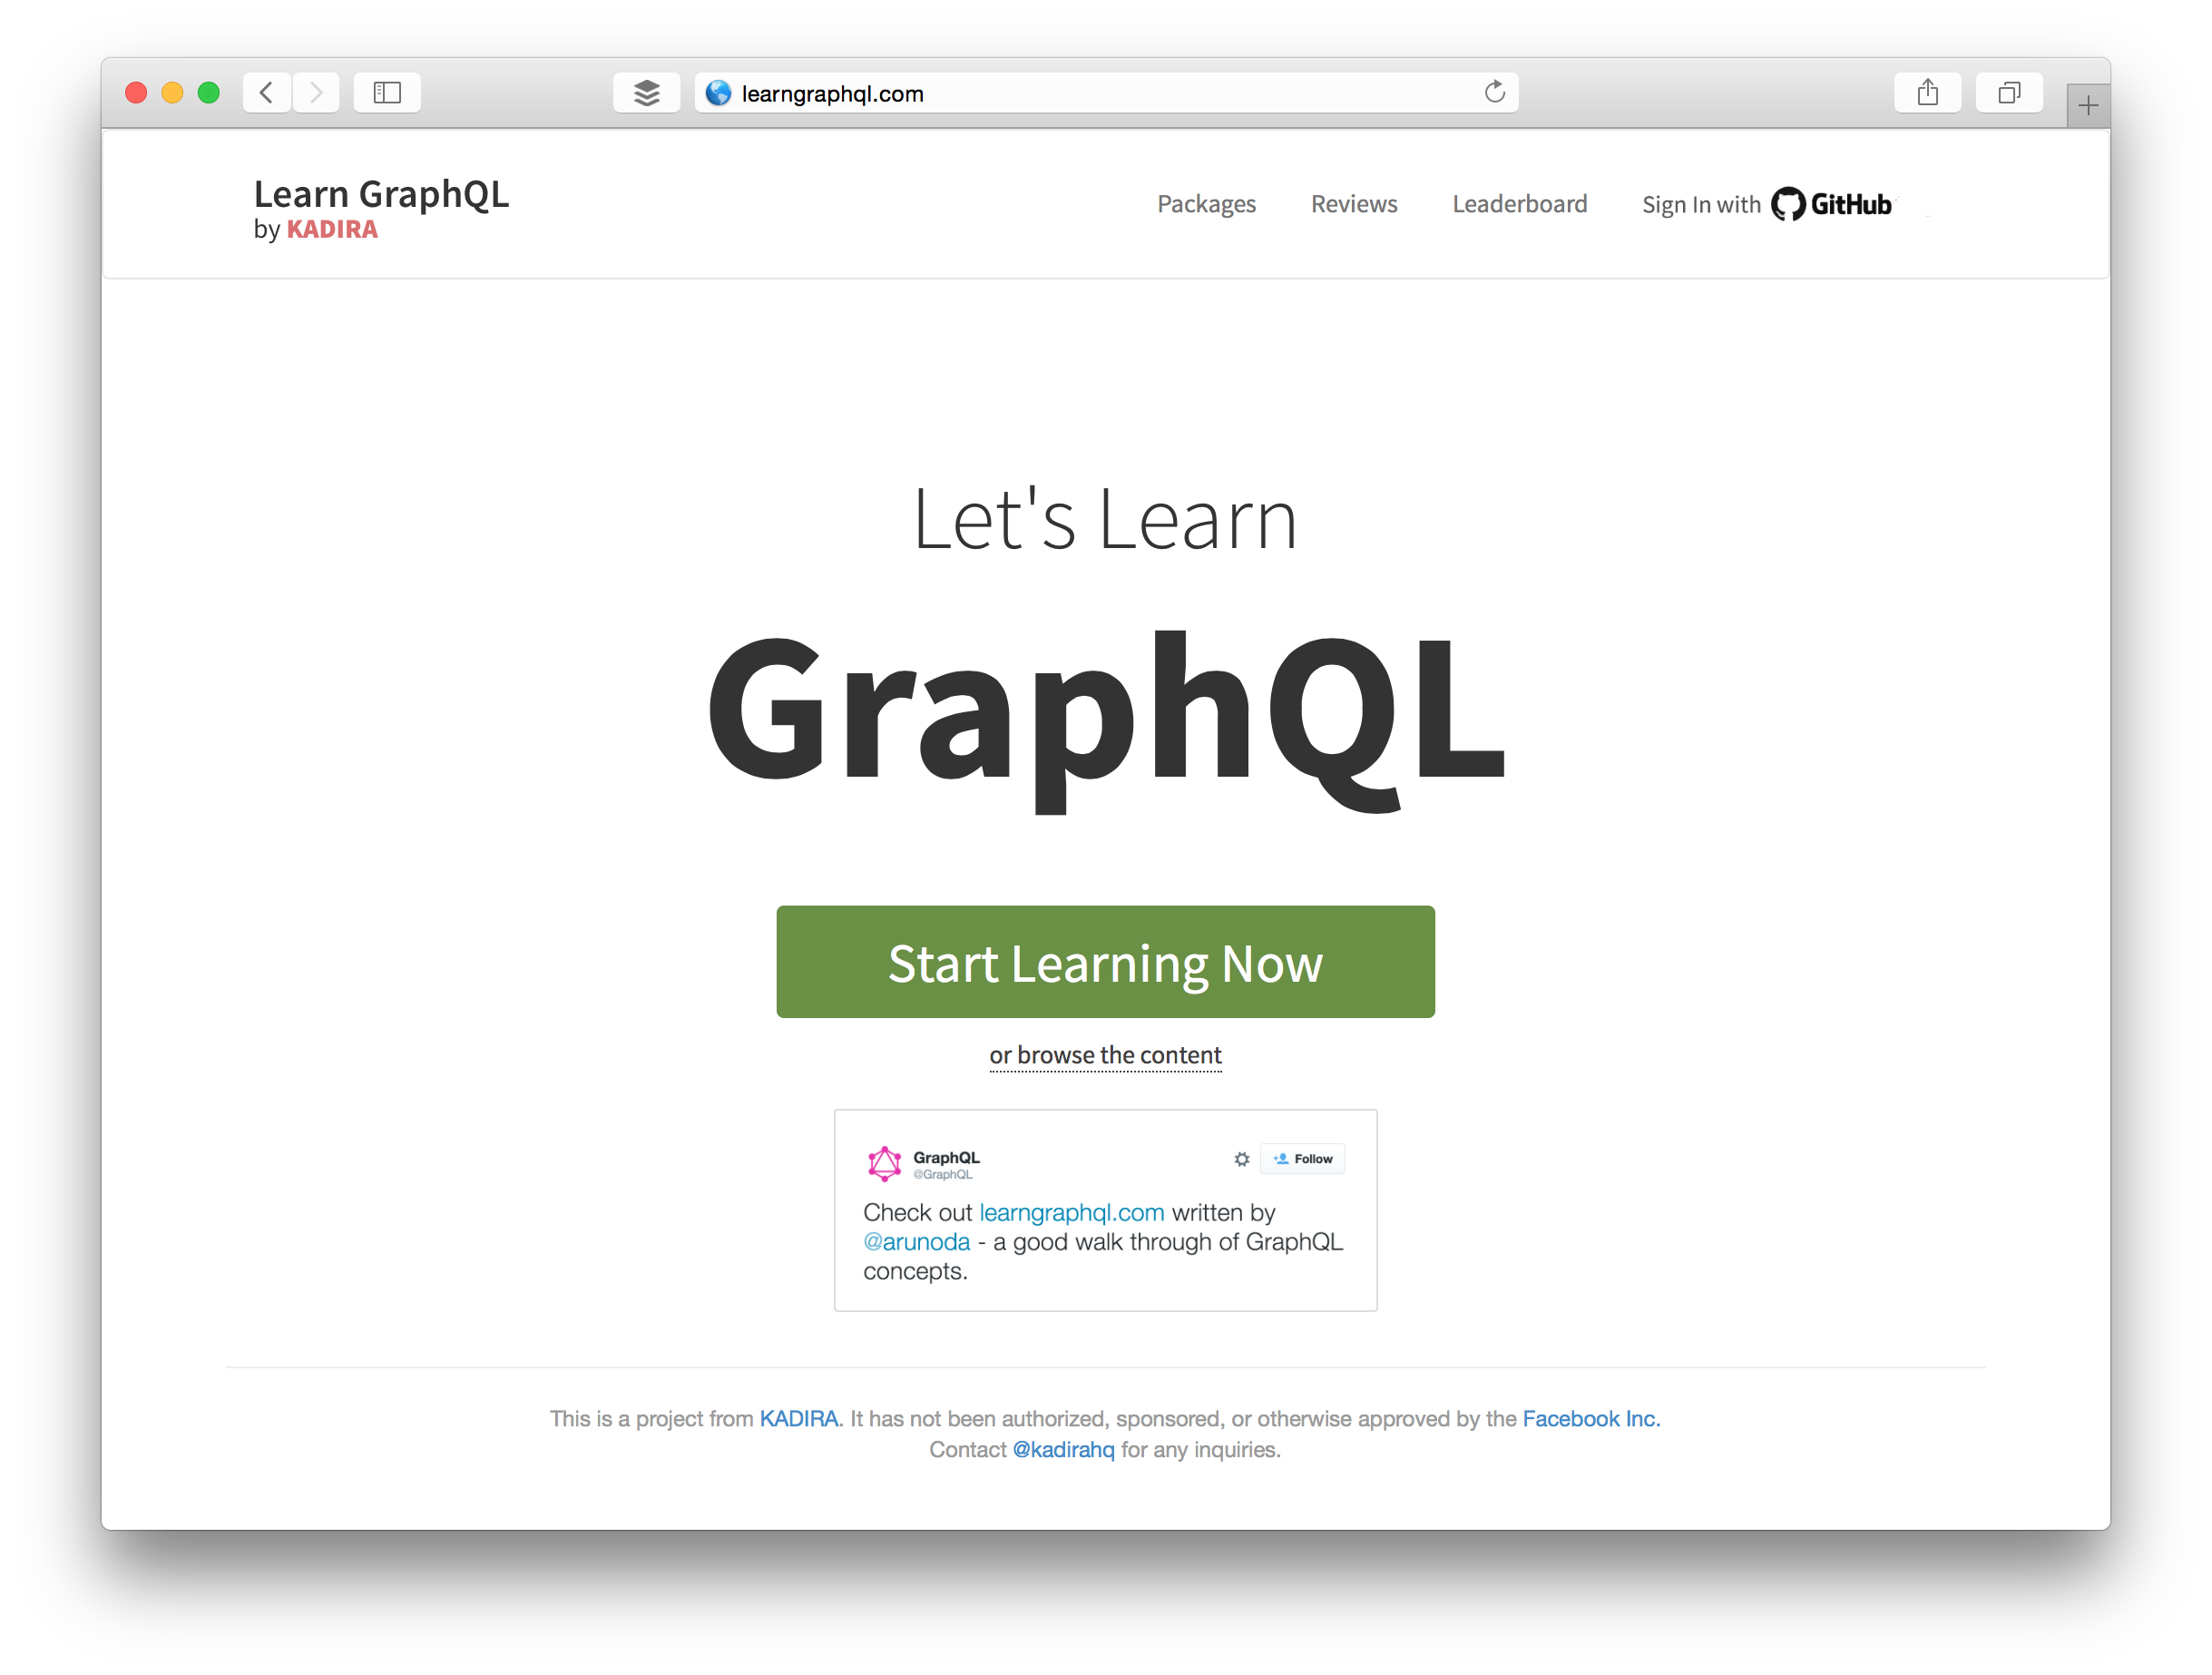 learngraphql.com
Learn GraphQL
by KADIRA
Packages
Reviews
Leaderboard
Sign In with GitHub
Let's Learn
GraphQL
Start Learning Now
or browse the content
GraphQL
@GraphQL
Follow
Check out learngraphql.com written by
@arunoda - a good walk through of GraphQL
concepts.
This is a project from KADIRA. It has not been authorized, sponsored, or otherwise approved by the Facebook Inc.
Contact @kadirahq for any inquiries.